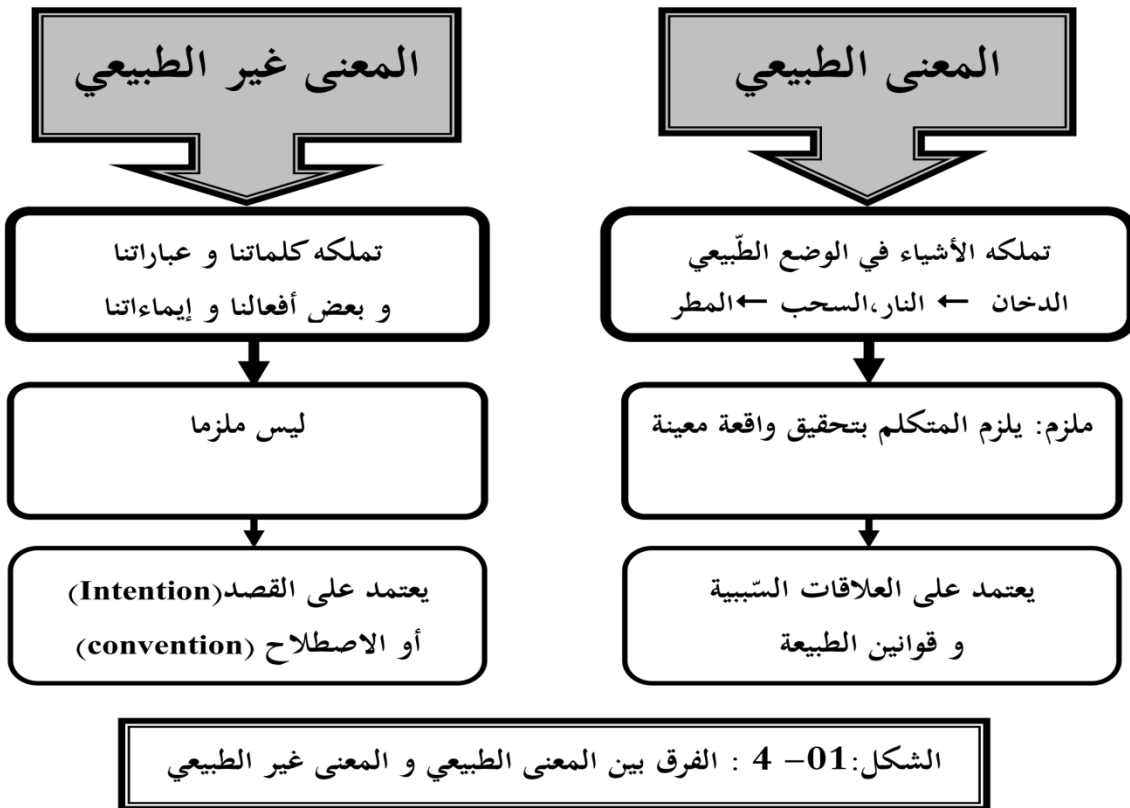 المعنى الطبيعي
تملكه الأشياء في الوضع الطّبيعي
الدخان ← النار،السحب ←المطر
ملزم: يلزم المتكلم بتحقيق واقعة معينة
يعتمد على العلاقات السّببية
و قوانين الطبيعة
المعنى غير الطبيعي
تملكه كلماتنا و عباراتنا
و بعض أفعالنا و إيماءاتنا
ليس ملزما
يعتمد على القصد(Intention)
أو الاصطلاح (convention)
الشكل:01– 4 : الفرق بين المعنى الطبيعي و المعنى غير الطبيعي